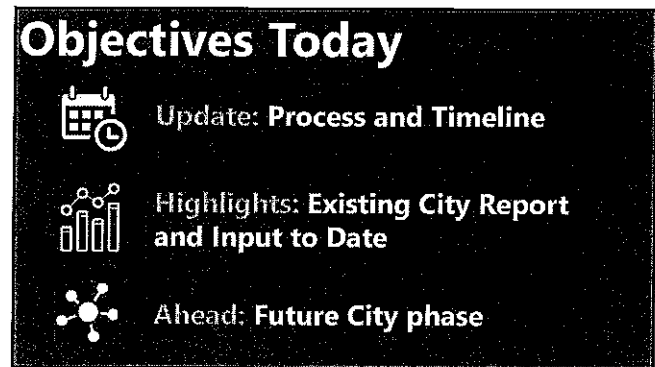 Objectives Today
Update: Process and Timeline
Highlights: Existing City Report
and Input to Date
Ahead: Future City phase